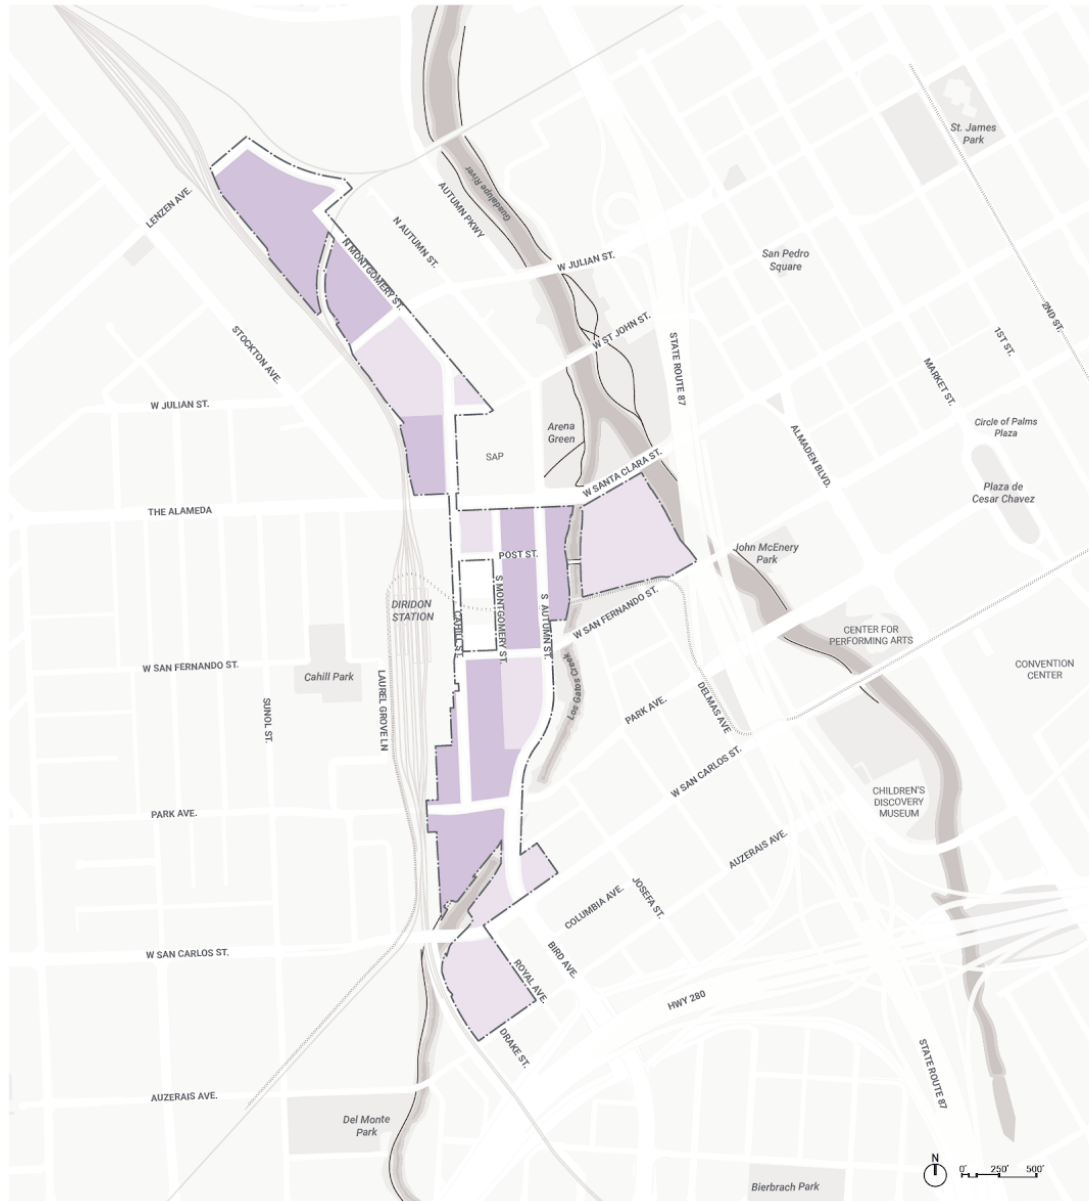 St. James
Park
LENZEN AVE.
Guadalupe River
AUTUMN PKWY
N AUTUMN ST.
N MONTGOMERY ST.
W JULIAN ST.
San Pedro
Square
2ND ST.
1ST ST.
W ST JOHN ST.
STATE ROUTE 87
STOCKTON AVE.
MARKET ST.
W JULIAN ST.
Arena
Green
SAP
ALMADEN BLVD.
Circle of Palms
Plaza
W SANTA CLARA ST.
Plaza de
Cesar Chavez
THE ALAMEDA
POST ST.
John McEnery
Park
DIRIDON
STATION
CAHILL ST.
S MONTGOMERY ST.
S AUTUMN ST.
W SAN FERNANDO ST.
CENTER FOR
PERFORMING ARTS
W SAN FERNANDO ST.
Cahill Park
CONVENTION
CENTER
LAUREL GROVE LN
SUNOL ST.
Los Gatos Creek
PARK AVE.
DELMAS AVE
W SAN CARLOS ST.
CHILDREN'S
DISCOVERY
MUSEUM
PARK AVE.
AUZERAIS AVE.
COLUMBIA AVE.
JOSEFA ST.
W SAN CARLOS ST.
BIRD AVE.
ROYAL AVE.
HWY 280
DRAKE ST.
STATE ROUTE 87
AUZERAIS AVE.
Del Monte
Park
N
0' 250' 500'
Bierbrach Park